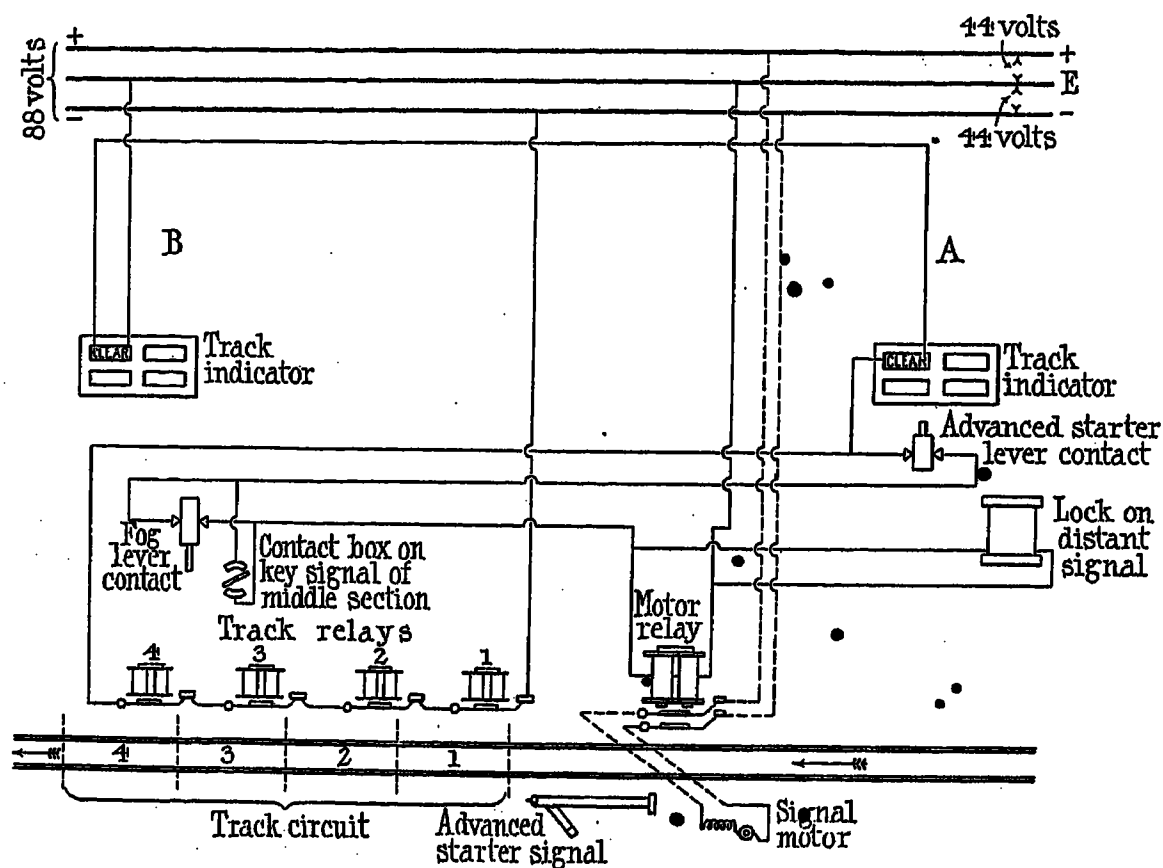 44 volts
+
+
88 volts
E
-
-
44 volts
B
A
CLEAR
Track
indicator
CLEAR
Track
indicator
Advanced starter
lever contact
Fog
lever
contact
Contact box on
key signal of
middle section
Lock on
distant
signal
Motor
relay
Track relays
4
3
2
1
4
3
2
1
Track circuit
Advanced
starter signal
Signal
motor